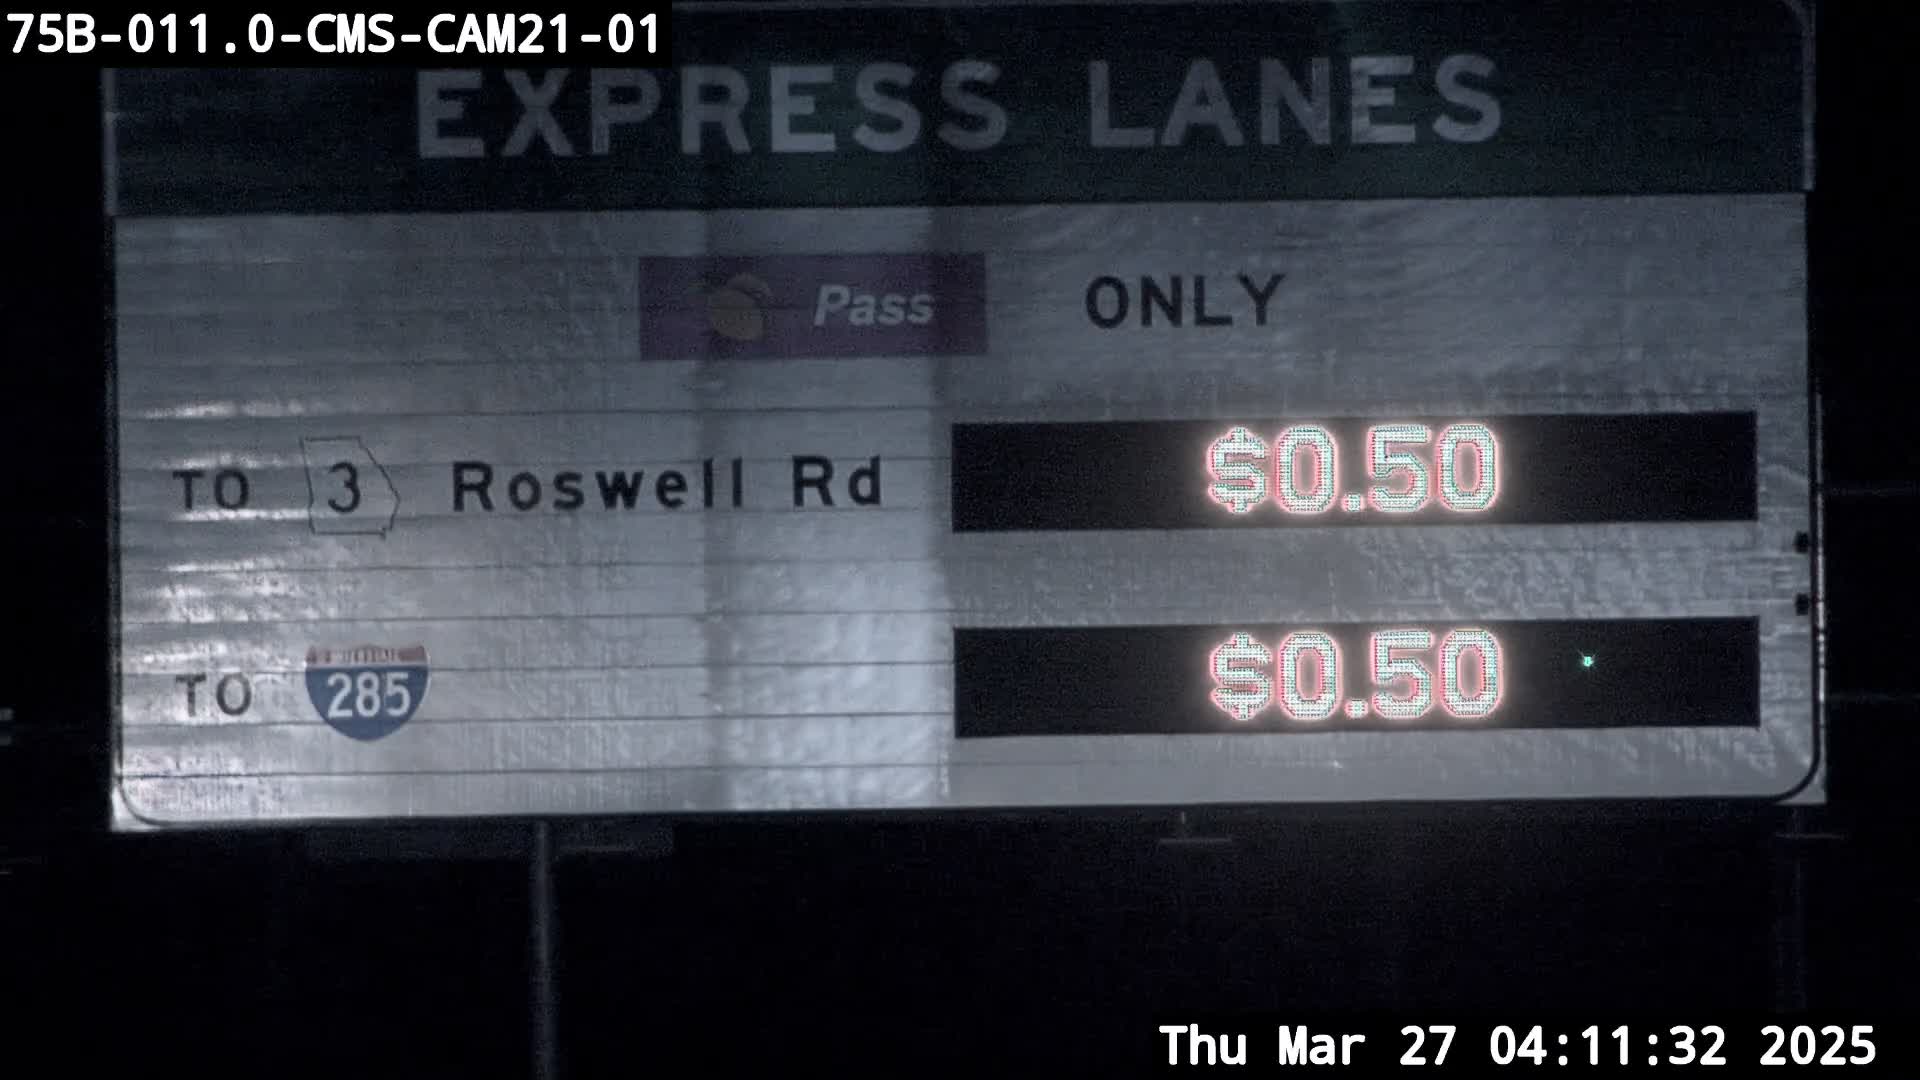 75B-011.0-CMS-CAM21-01
EXPRESS LANES
Pass ONLY
TO 3 Roswell Rd $0.50
TO 285 $0.50
Thu Mar 27 04:11:32 2025